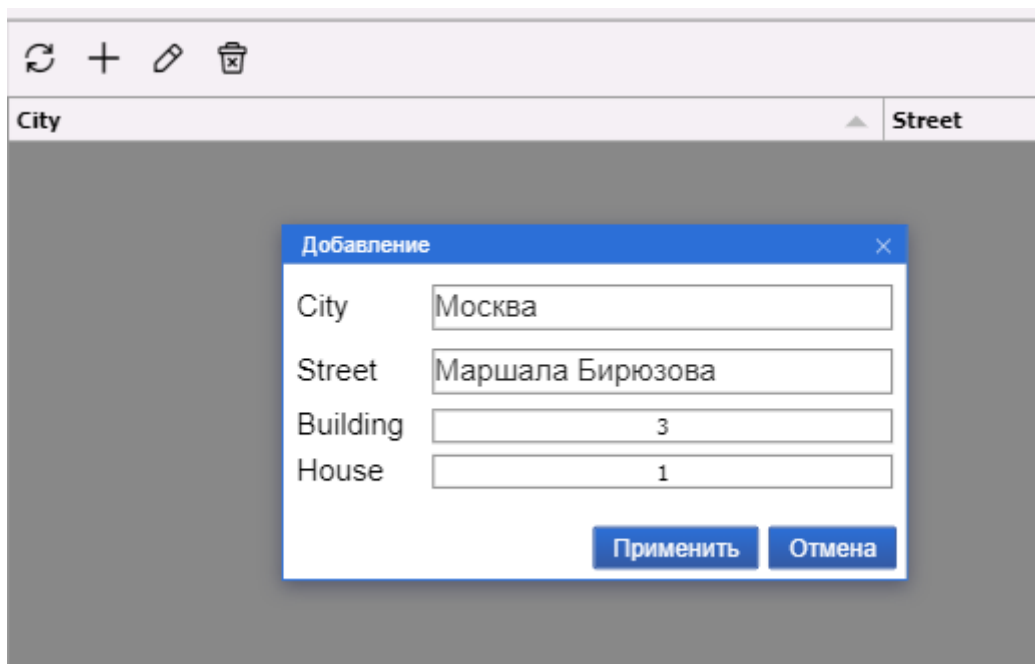 City Street
Добавление
City Москва
Street Маршала Бирюзова
Building 3
House 1
Применить Отмена